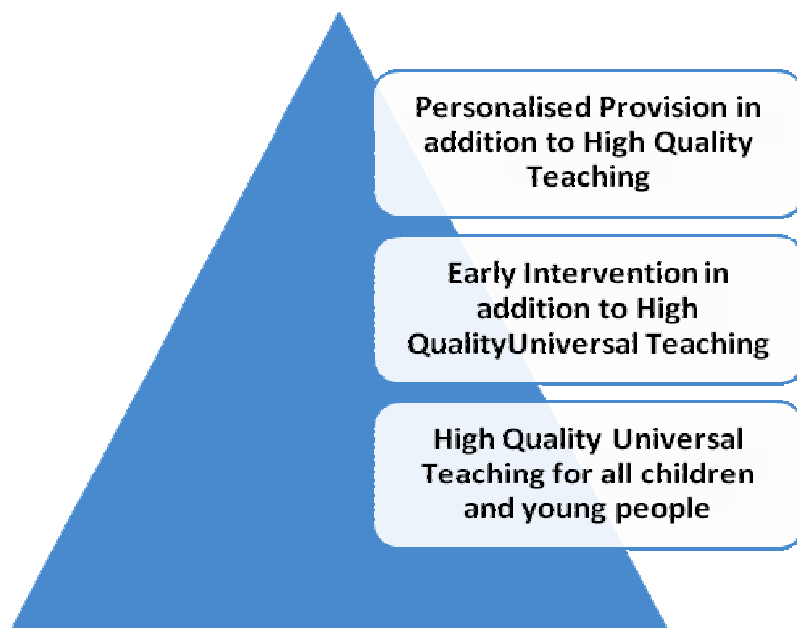 Personalised Provision in
addition to High Quality
Teaching
Early Intervention in
addition to High
QualityUniversal Teaching
High Quality Universal
Teaching for all children
and young people